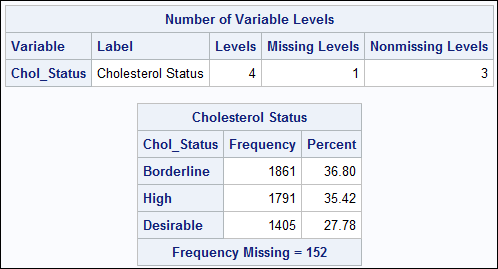 Number of Variable Levels
Variable Label Levels Missing Levels Nonmissing Levels
Chol_Status Cholesterol Status 4 1 3
Cholesterol Status
Chol_Status Frequency Percent
Borderline 1861 36.80
High 1791 35.42
Desirable 1405 27.78
Frequency Missing = 152